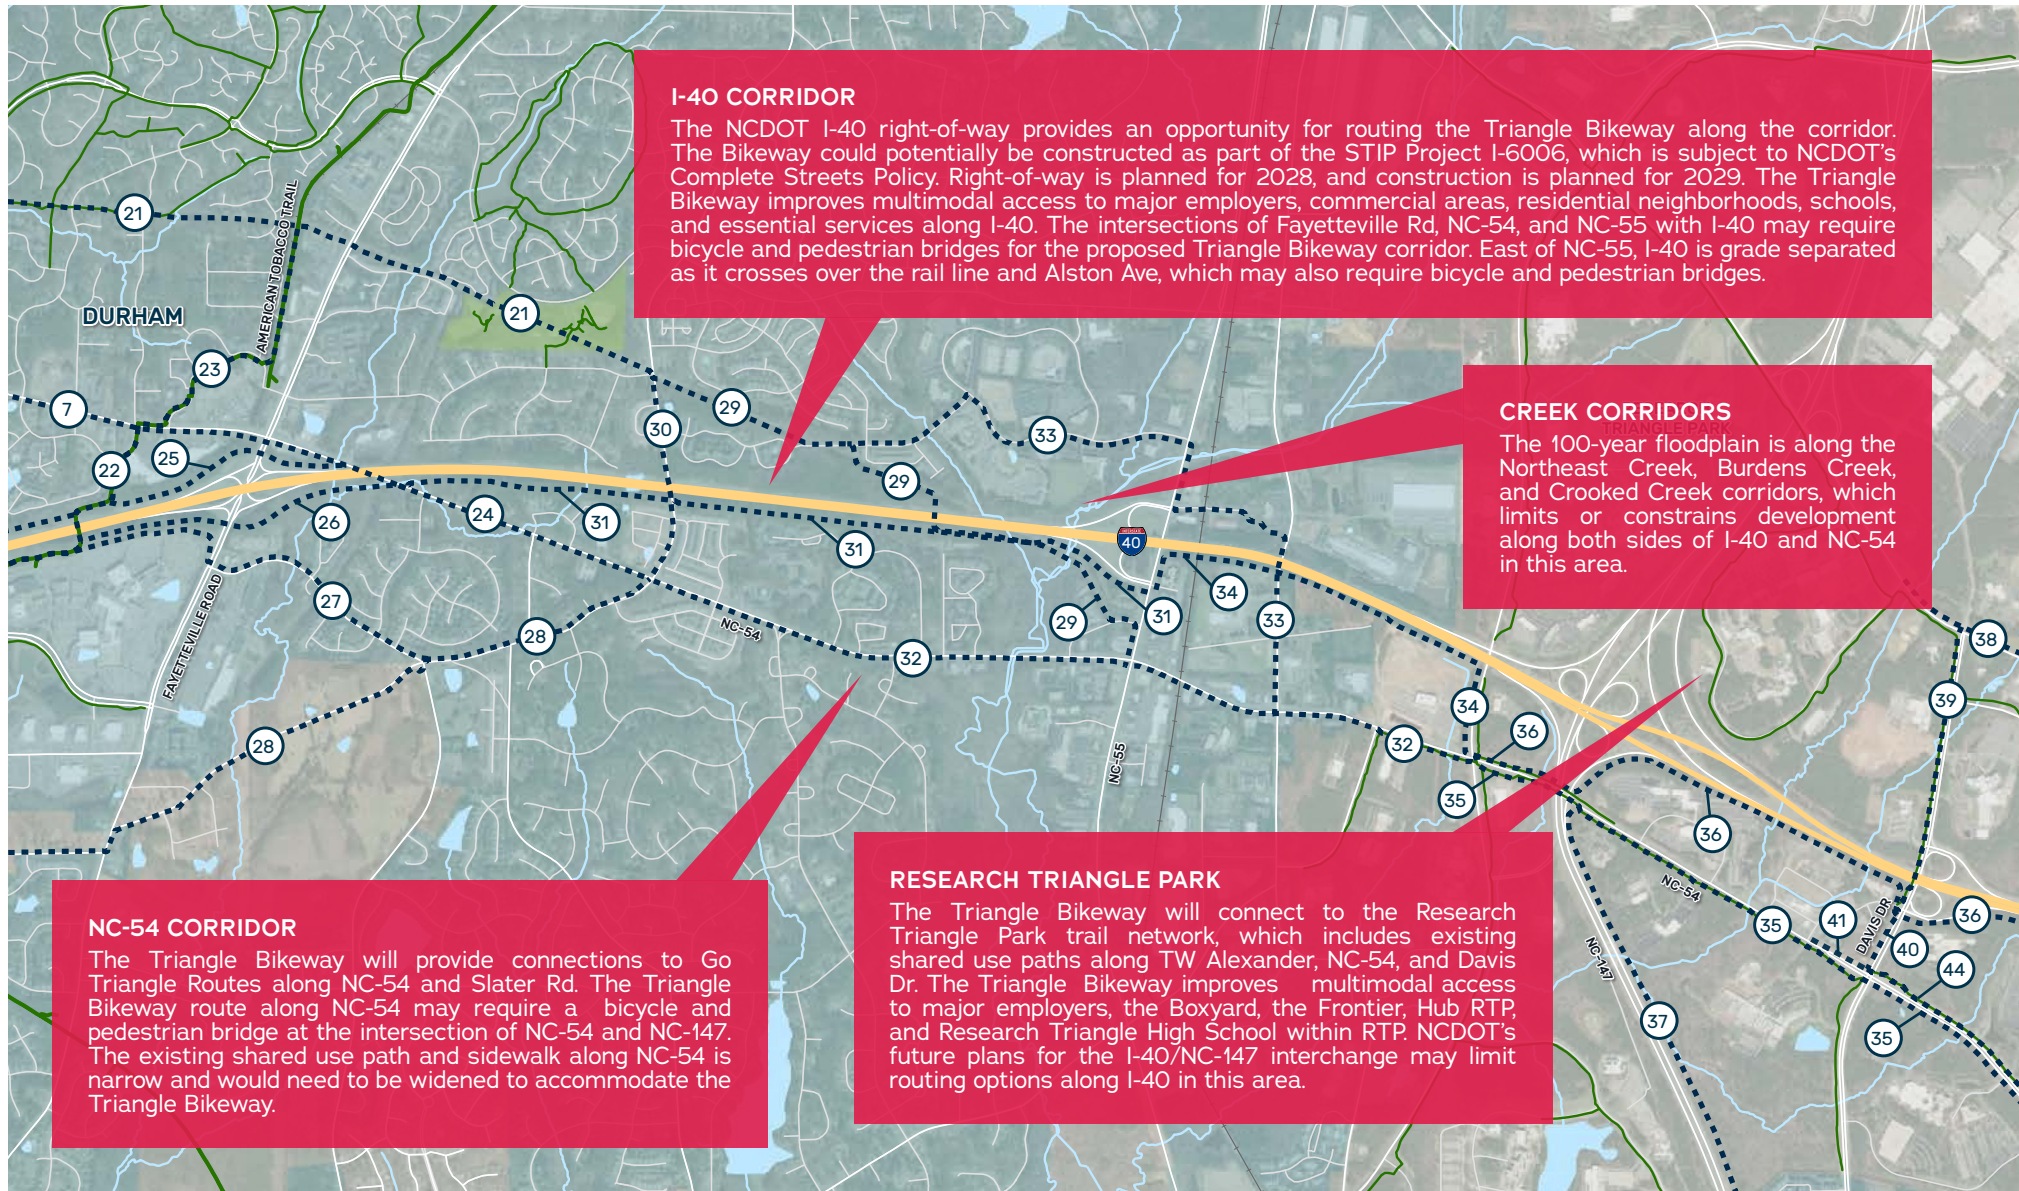 I-40 CORRIDOR
The NCDOT I-40 right-of-way provides an opportunity for routing the Triangle Bikeway along the corridor.
The Bikeway could potentially be constructed as part of the STIP Project I-6006, which is subject to NCDOT's
Complete Streets Policy. Right-of-way is planned for 2028, and construction is planned for 2029. The Triangle
Bikeway improves multimodal access to major employers, commercial areas, residential neighborhoods, schools,
and essential services along I-40. The intersections of Fayetteville Rd, NC-54, and NC-55 with I-40 may require
bicycle and pedestrian bridges for the proposed Triangle Bikeway corridor. East of NC-55, I-40 is grade separated
as it crosses over the rail line and Alston Ave, which may also require bicycle and pedestrian bridges.
21
AMERICAN TOBACCO TRAIL
DURHAM
21
23
7
29
30
33
22
25
29
26
24
31
31
40
CREEK CORRIDORS
TRIANGLE PARK
The 100-year floodplain is along the
Northeast Creek, Burdens Creek,
and Crooked Creek corridors, which
limits or constrains development
along both sides of I-40 and NC-54
in this area.
27
FAYETTEVILLE ROAD
28
28
NC-54
32
29
31
34
33
38
39
34
36
32
35
36
NC-55
NC-54
35
41
DAVIS DR
36
40
44
35
NC-147
37
NC-54 CORRIDOR
The Triangle Bikeway will provide connections to Go
Triangle Routes along NC-54 and Slater Rd. The Triangle
Bikeway route along NC-54 may require a bicycle and
pedestrian bridge at the intersection of NC-54 and NC-147.
The existing shared use path and sidewalk along NC-54 is
narrow and would need to be widened to accommodate the
Triangle Bikeway.
RESEARCH TRIANGLE PARK
The Triangle Bikeway will connect to the Research
Triangle Park trail network, which includes existing
shared use paths along TW Alexander, NC-54, and Davis
Dr. The Triangle Bikeway improves multimodal access
to major employers, the Boxyard, the Frontier, Hub RTP,
and Research Triangle High School within RTP. NCDOT's
future plans for the I-40/NC-147 interchange may limit
routing options along I-40 in this area.